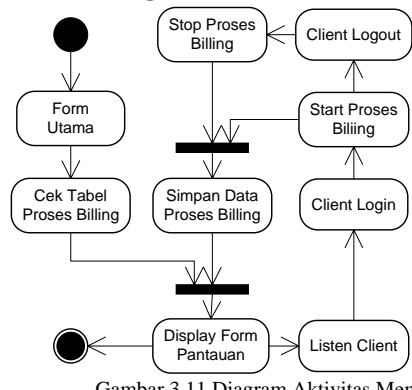 Stop Proses
Billing
Client Logout
Form
Utama
Start Proses
Biliing
Cek Tabel
Proses Billing
Simpan Data
Proses Billing
Client Login
Display Form
Pantauan
Listen Client
Gambar 3.11 Diagram Aktivitas Men